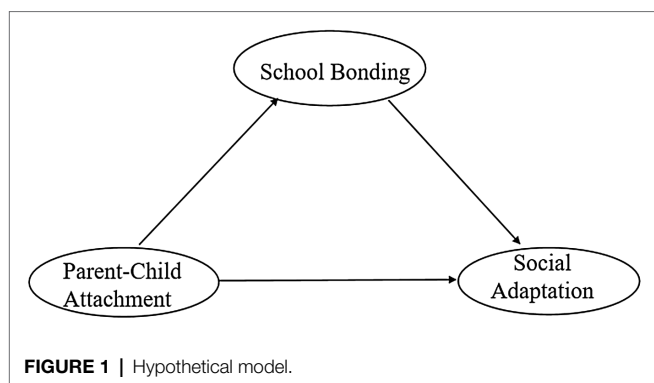 School Bonding
Parent-Child
Attachment
Social
Adaptation
FIGURE 1 | Hypothetical model.